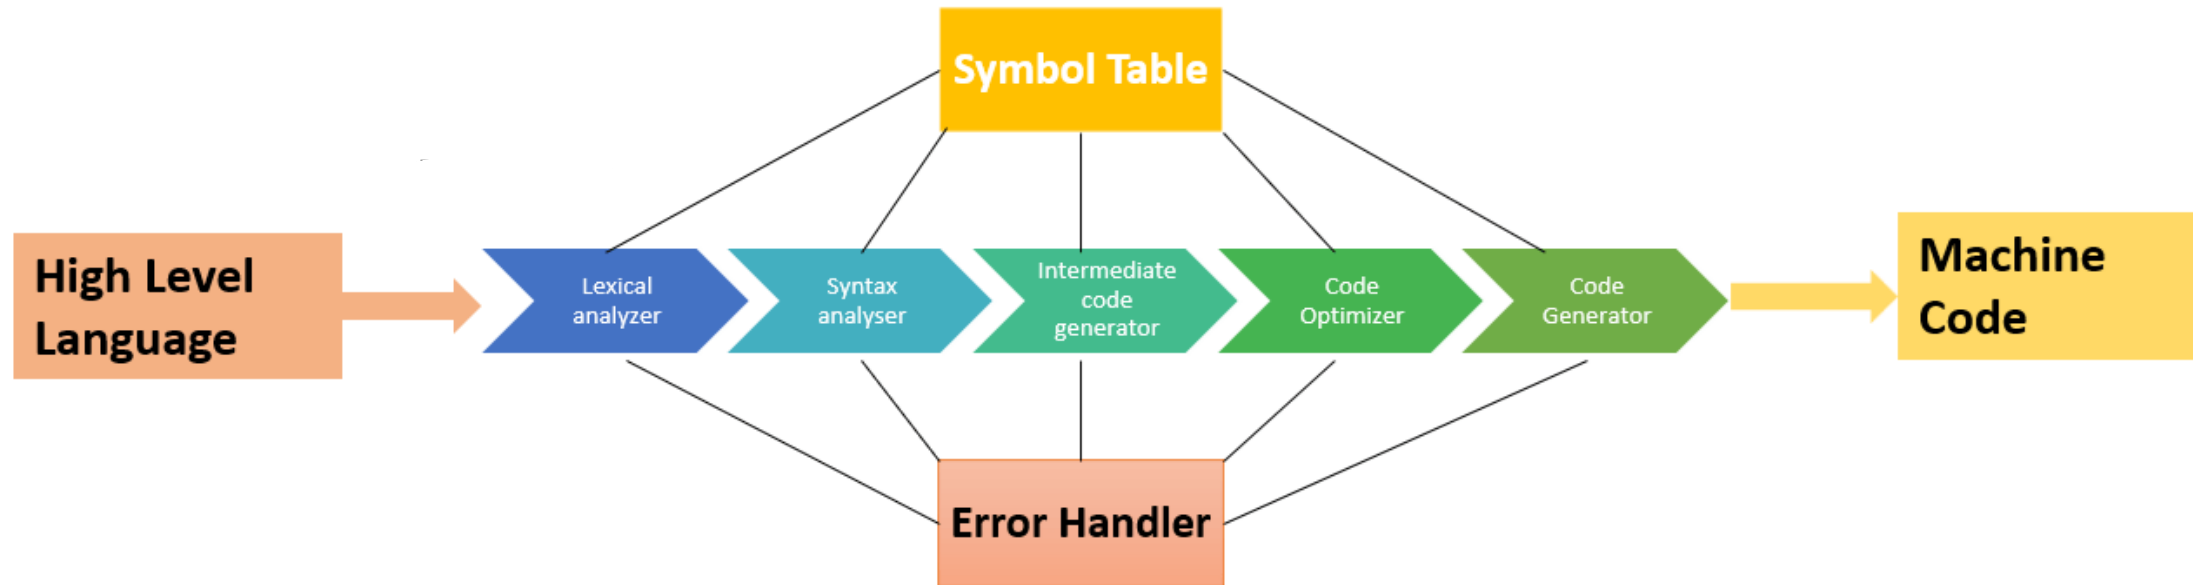 Symbol Table
High Level
Language
Lexical
analyzer
Syntax
analyser
Intermediate
code
generator
Code
Optimizer
Code
Generator
Machine
Code
Error Handler